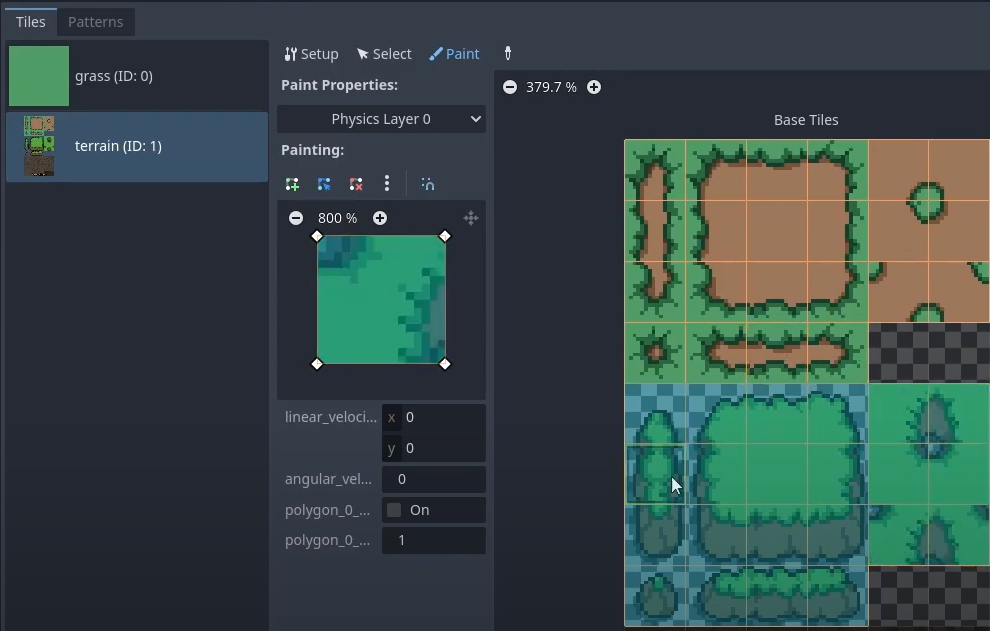 Tiles Patterns
grass (ID: 0)
terrain (ID: 1)
Setup Select Paint
Paint Properties:
Physics Layer 0
Painting:
800 %
linear_veloci... x 0
y 0
angular_vel... 0
polygon_0_... On
polygon_0_... 1
379.7 %
Base Tiles